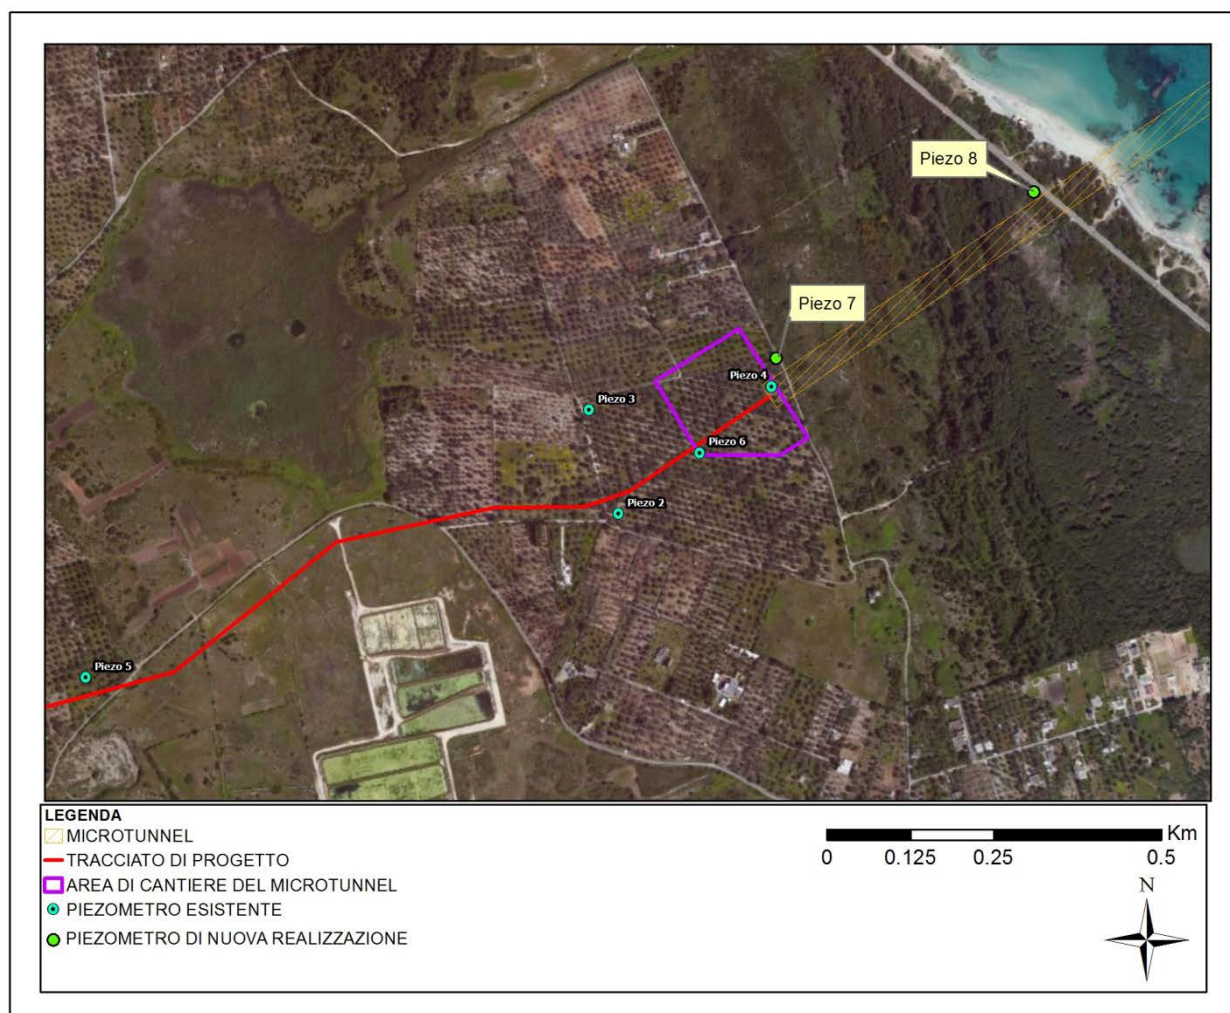 Piezo 8
Piezo 7
Piezo 4
Piezo 3
Piezo 6
Piezo 2
Piezo 5
LEGENDA
MICROTUNNEL
TRACCIATO DI PROGETTO
AREA DI CANTIERE DEL MICROTUNNEL
PIEZOMETRO ESISTENTE
PIEZOMETRO DI NUOVA REALIZZAZIONE
Km
0 0.125 0.25 0.5
N